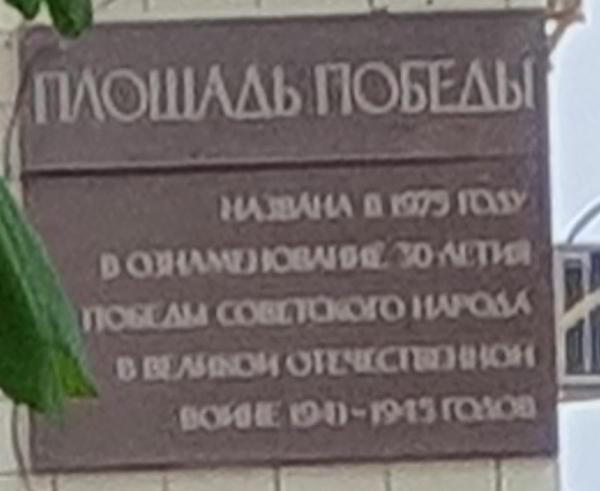 ПЛОЩАДЬ ПОБЕДЫ
НАЗВАНА В 1975 ГОДУ
В ОЗНАМЕНОВАНИЕ 30-ЛЕТИЯ
ПОБЕДЫ СОВЕТСКОГО НАРОДА
В ВЕЛИКОЙ ОТЕЧЕСТВЕННОЙ
ВОЙНЕ 1941-1945 ГОДОВ